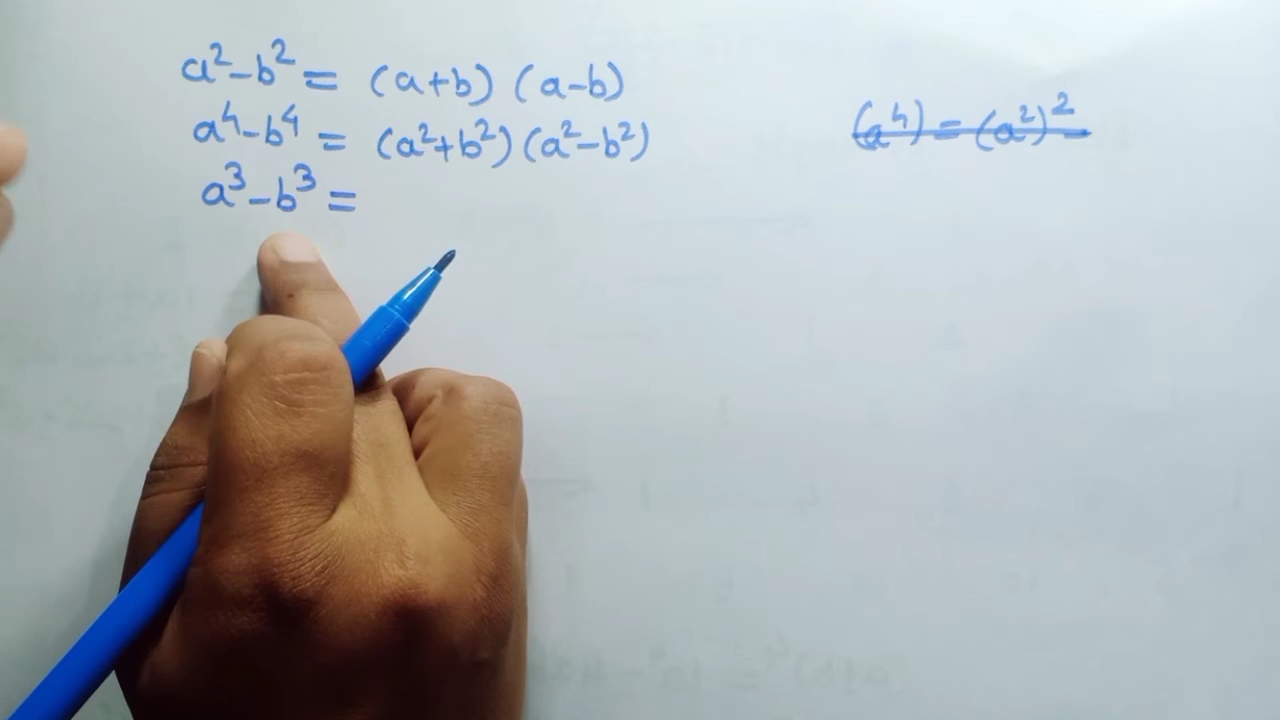 a²-b² = (a+b) (a-b)
a⁴-b⁴ = (a²+b²) (a²-b²)
(a⁴) = (a²)²
a³-b³ =